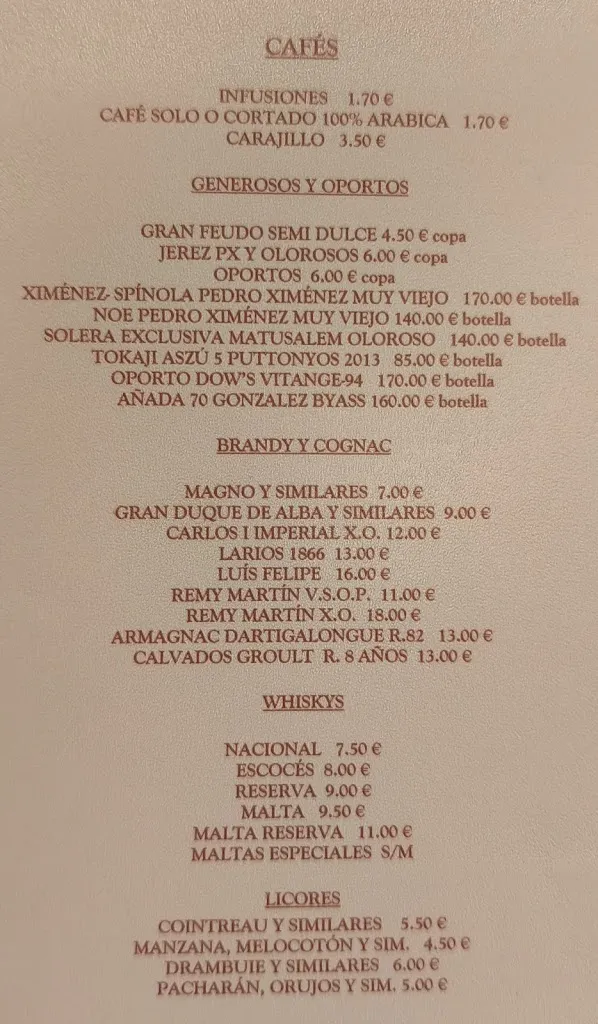 CAFÉS
INFUSIONES 1.70 €
CAFÉ SOLO O CORTADO 100% ARABICA 1.70 €
CARAJILLO 3.50 €
GENEROSOS Y OPORTOS
GRAN FEUDO SEMI DULCE 4.50 € copa
JEREZ PX Y OLOROSOS 6.00 € copa
OPORTOS 6.00 € copa
XIMÉNEZ- SPÍNOLA PEDRO XIMÉNEZ MUY VIEJO 170.00 € botella
NOE PEDRO XIMÉNEZ MUY VIEJO 140.00 € botella
SOLERA EXCLUSIVA MATUSALEM OLOROSO 140.00 € botella
TOKAJI ASZÚ 5 PUTTONYOS 2013 85.00 € botella
OPORTO DOW'S VITANGE-94 170.00 € botella
AÑADA 70 GONZALEZ BYASS 160.00 € botella
BRANDY Y COGNAC
MAGNO Y SIMILARES 7.00 €
GRAN DUQUE DE ALBA Y SIMILARES 9.00 €
CARLOS I IMPERIAL X.O. 12.00 €
LARIOS 1866 13.00 €
LUÍS FELIPE 16.00 €
REMY MARTÍN V.S.O.P. 11.00 €
REMY MARTÍN X.O. 18.00 €
ARMAGNAC DARTIGALONGUE R.82 13.00 €
CALVADOS GROULT R. 8 AÑOS 13.00 €
WHISKYS
NACIONAL 7.50 €
ESCOCÉS 8.00 €
RESERVA 9.00 €
MALTA 9.50 €
MALTA RESERVA 11.00 €
MALTAS ESPECIALES S/M
LICORES
COINTREAU Y SIMILARES 5.50 €
MANZANA, MELOCOTÓN Y SIM. 4.50 €
DRAMBUIE Y SIMILARES 6.00 €
PACHARÁN, ORUJOS Y SIM. 5.00 €